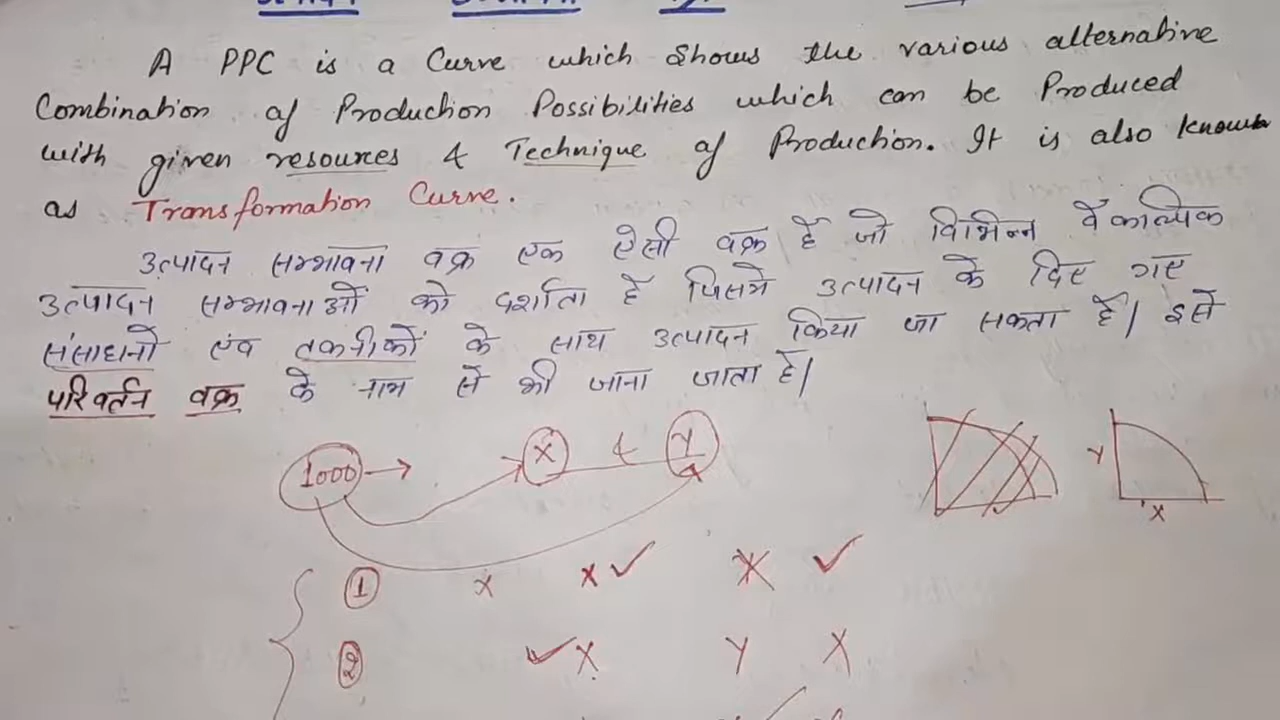 A PPC is a Curve which Shows the various alternative
Combination of Production Possibilities which can be Produced
with given resources & Technique of Production. It is also known
as Transformation Curve.
उत्पादन सम्भावना वक्र एक ऐसी वक्र है जो विभिन्न वैकल्पिक
उत्पादन सम्भावनाओं को दर्शाता है जिसमे उत्पादन के दिए गए
संसाधनों एंव तकनीकों के साथ उत्पादन किया जा सकता है। इसे
परिवर्तन वक्र के नाम से भी जाना जाता है।
1000 → X & Y
Y
X
1 X X ✓ X ✓
2 ✓ X Y X